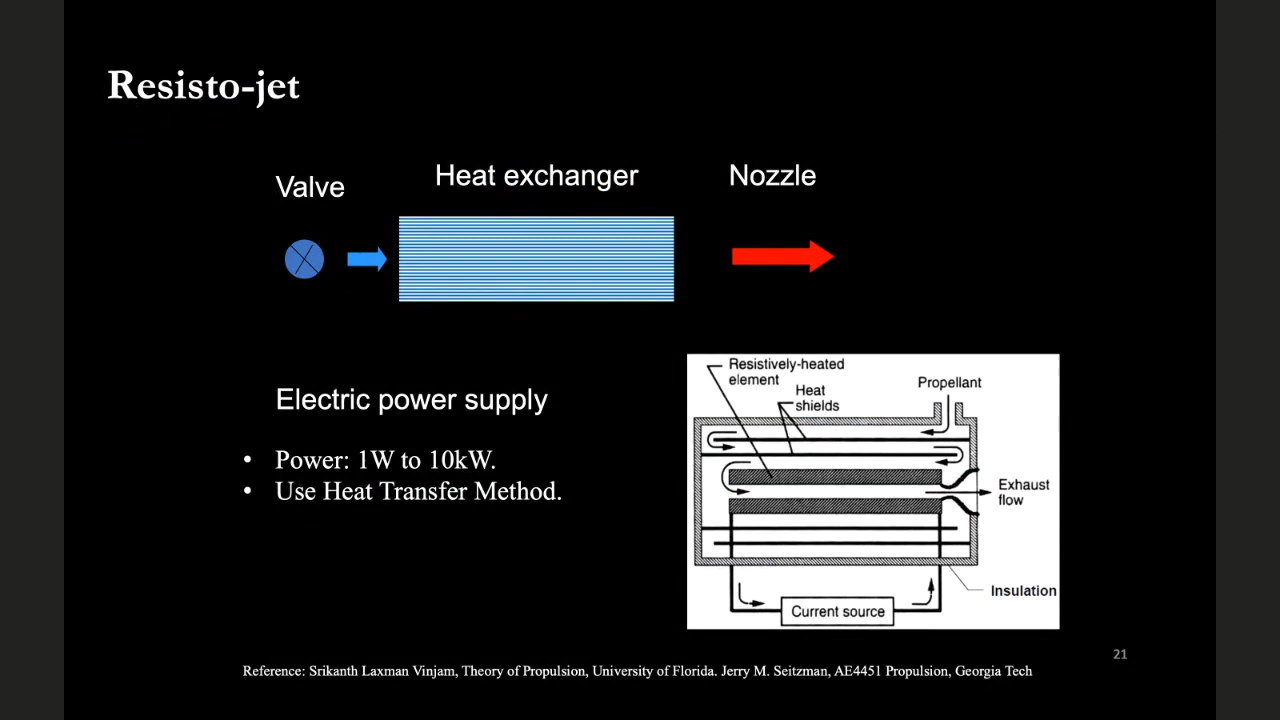 Resisto-jet
Valve
Heat exchanger
Nozzle
Electric power supply
• Power: 1W to 10kW.
• Use Heat Transfer Method.
Resistively-heated
element
Heat
shields
Propellant
Exhaust
flow
Insulation
Current source
21
Reference: Srikanth Laxman Vinjam, Theory of Propulsion, University of Florida. Jerry M. Seitzman, AE4451 Propulsion, Georgia Tech